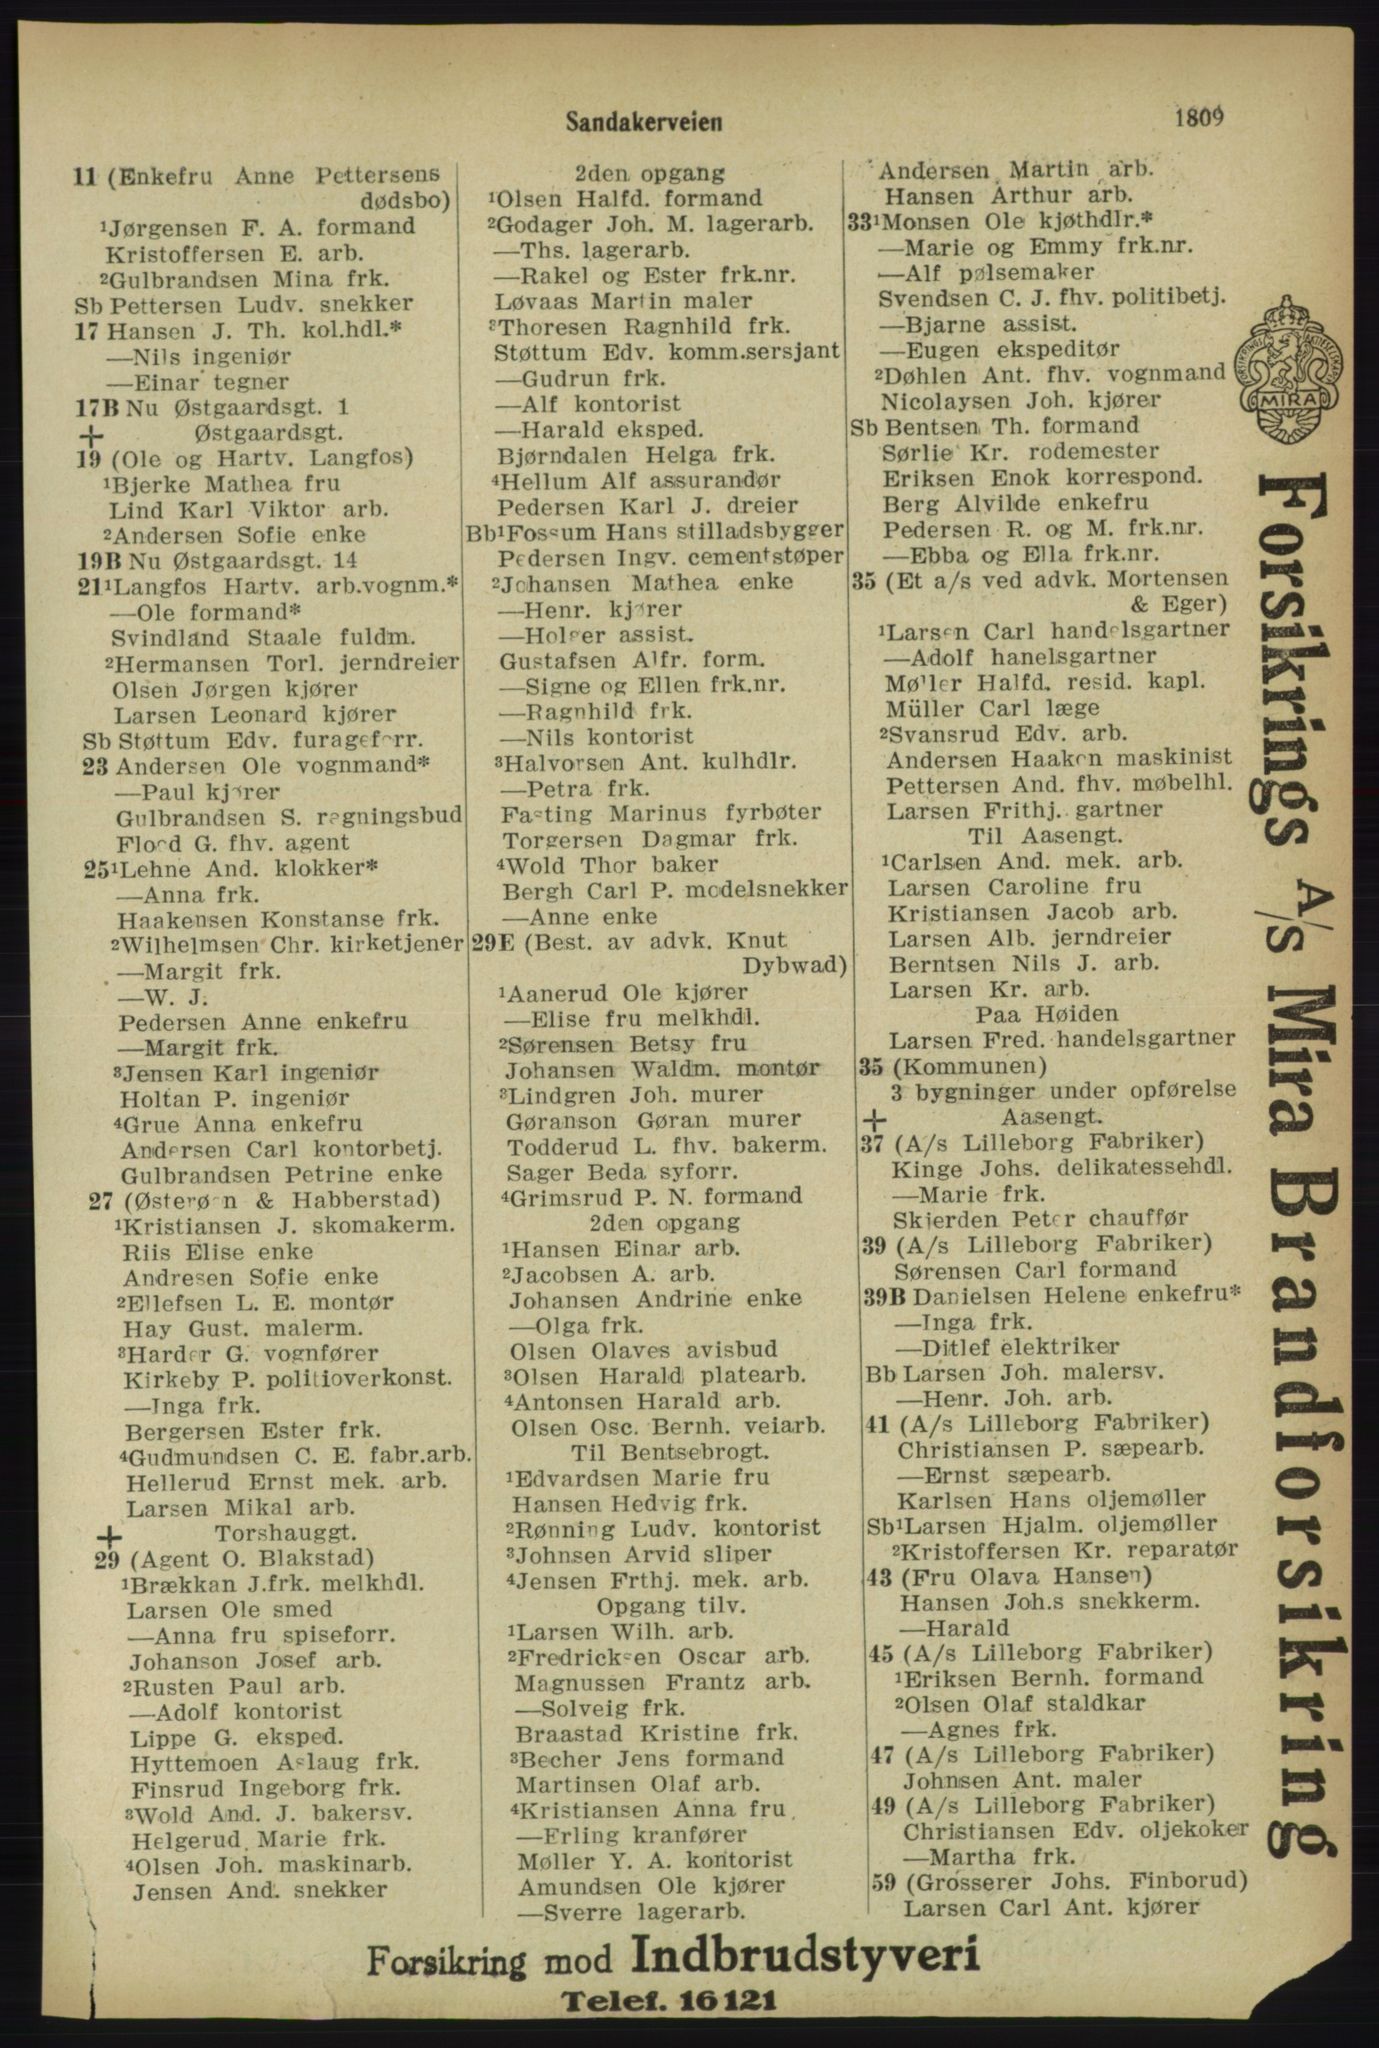 Sandakerveien
1809
11 (Enkefru Anne Pettersens
dødsbo)
¹Jørgensen F. A. formand
Kristoffersen E. arb.
²Gulbrandsen Mina frk.
Sb Pettersen Ludv. snekker
17 Hansen J. Th. kol.hdl.*
—Nils ingeniør
—Einar tegner
17B Nu Østgaardsgt. 1
+ Østgaardsgt.
19 (Ole og Hartv. Langfos)
¹Bjerke Mathea fru
Lind Karl Viktor arb.
²Andersen Sofie enke
19B Nu Østgaardsgt. 14
21¹Langfos Hartv. arb.vognm.*
—Ole formand*
Svindland Staale fuldm.
²Hermansen Torl. jerndreier
Olsen Jørgen kjører
Larsen Leonard kjører
Sb Støttum Edv. furageforr.
23 Andersen Ole vognmand*
—Paul kjører
Gulbrandsen S. regningsbud
Flood G. fhv. agent
25¹Lehne And. klokker*
—Anna frk.
Haakensen Konstanse frk.
²Wilhelmsen Chr. kirketjener
—Margit frk.
—W. J.
Pedersen Anne enkefru
—Margit frk.
³Jensen Karl ingeniør
Holtan P. ingeniør
⁴Grue Anna enkefru
Andersen Carl kontorbetj.
Gulbrandsen Petrine enke
27 (Østerøen & Habberstad)
¹Kristiansen J. skomakerm.
Riis Elise enke
Andresen Sofie enke
²Ellefsen L. E. montør
Hay Gust. malerm.
³Harder G. vognfører
Kirkeby P. politioverkonst.
—Inga frk.
Bergersen Ester frk.
⁴Gudmundsen C. E. fabr.arb.
Hellerud Ernst mek. arb.
Larsen Mikal arb.
+ Torshauggt.
29 (Agent O. Blakstad)
¹Brækkan J.frk. melkhdl.
Larsen Ole smed
—Anna fru spiseforr.
Johanson Josef arb.
²Rusten Paul arb.
—Adolf kontorist
Lippe G. eksped.
Hyttemoen Aslaug frk.
Finsrud Ingeborg frk.
³Wold And. J. bakersv.
Helgerud Marie frk.
⁴Olsen Joh. maskinarb.
Jensen And. snekker
2den opgang
¹Olsen Halfd. formand
²Godager Joh. M. lagerarb.
—Ths. lagerarb.
—Rakel og Ester frk.nr.
Løvaas Martin maler
³Thoresen Ragnhild frk.
Støttum Edv. komm.sersjant
—Gudrun frk.
—Alf kontorist
—Harald eksped.
Bjørndalen Helga frk.
⁴Hellum Alf assurandør
Pedersen Karl J. dreier
Bb¹Fossum Hans stilladsbygger
Pedersen Ingv. cementstøper
²Johansen Mathea enke
—Henr. kjører
—Holger assist.
Gustafsen Alfr. form.
—Signe og Ellen frk.nr.
—Ragnhild frk.
—Nils kontorist
³Halvorsen Ant. kulhdlr.
—Petra frk.
Fasting Marinus fyrbøter
Torgersen Dagmar frk.
⁴Wold Thor baker
Bergh Carl P. modelsnekker
—Anne enke
29E (Best. av advk. Knut
Dybwad)
¹Aanerud Ole kjører
—Elise fru melkhdl.
²Sørensen Betsy fru
Johansen Waldm. montør
³Lindgren Joh. murer
Gøranson Gøran murer
Todderud L. fhv. bakerm.
Sager Beda syforr.
⁴Grimsrud P. N. formand
2den opgang
¹Hansen Einar arb.
²Jacobsen A. arb.
Johansen Andrine enke
—Olga frk.
Olsen Olaves avisbud
³Olsen Harald platearb.
⁴Antonsen Harald arb.
Olsen Osc. Bernh. veiarb.
Til Bentsebrogt.
¹Edvardsen Marie fru
Hansen Hedvig frk.
²Rønning Ludv. kontorist
³Johnsen Arvid sliper
⁴Jensen Frthj. mek. arb.
Opgang tilv.
¹Larsen Wilh. arb.
²Fredricksen Oscar arb.
Magnussen Frantz arb.
—Solveig frk.
Braastad Kristine frk.
³Becher Jens formand
Martinsen Olaf arb.
⁴Kristiansen Anna fru
—Erling kranfører
Møller Y. A. kontorist
Amundsen Ole kjører
—Sverre lagerarb.
Andersen Martin arb.
Hansen Arthur arb.
33¹Monsen Ole kjøthdlr.*
—Marie og Emmy frk.nr.
—Alf pølsemaker
Svendsen C. J. fhv. politibetj.
—Bjarne assist.
—Eugen ekspeditør
²Døhlen Ant. fhv. vognmand
Nicolaysen Joh. kjører
Sb Bentsen Th. formand
Sørlie Kr. rodemester
Eriksen Enok korrespond.
Berg Alvilde enkefru
Pedersen R. og M. frk.nr.
—Ebba og Ella frk.nr.
35 (Et a/s ved advk. Mortensen
& Eger)
¹Larsen Carl handelsgartner
—Adolf hanelsgartner
Møller Halfd. resid. kapl.
Müller Carl læge
²Svansrud Edv. arb.
Andersen Haaken maskinist
Pettersen And. fhv. møbelhl.
Larsen Frithj. gartner
Til Aasengt.
¹Carlsen And. mek. arb.
Larsen Caroline fru
Kristiansen Jacob arb.
Larsen Alb. jerndreier
Berntsen Nils J. arb.
Larsen Kr. arb.
Paa Høiden
Larsen Fred. handelsgartner
35 (Kommunen)
3 bygninger under opførelse
+ Aasengt.
37 (A/s Lilleborg Fabriker)
Kinge Johs. delikatessehdl.
—Marie frk.
Skjerden Peter chauffør
39 (A/s Lilleborg Fabriker)
Sørensen Carl formand
39B Danielsen Helene enkefru*
—Inga frk.
—Ditlef elektriker
Bb Larsen Joh. malersv.
—Henr. Joh. arb.
41 (A/s Lilleborg Fabriker)
Christiansen P. sæpearb.
—Ernst sæpearb.
Karlsen Hans oljemøller
Sb¹Larsen Hjalm. oljemøller
²Kristoffersen Kr. reparatør
43 (Fru Olava Hansen)
Hansen Joh.s snekkerm.
—Harald
45 (A/s Lilleborg Fabriker)
¹Eriksen Bernh. formand
²Olsen Olaf staldkar
—Agnes frk.
47 (A/s Lilleborg Fabriker)
Johnsen Ant. maler
49 (A/s Lilleborg Fabriker)
Christiansen Edv. oljekoker
—Martha frk.
59 (Grosserer Johs. Finborud)
Larsen Carl Ant. kjører
MIRA
Forsikrings A/s Mira Brandforsikring
Forsikring mod Indbrudstyveri
Telef. 16121